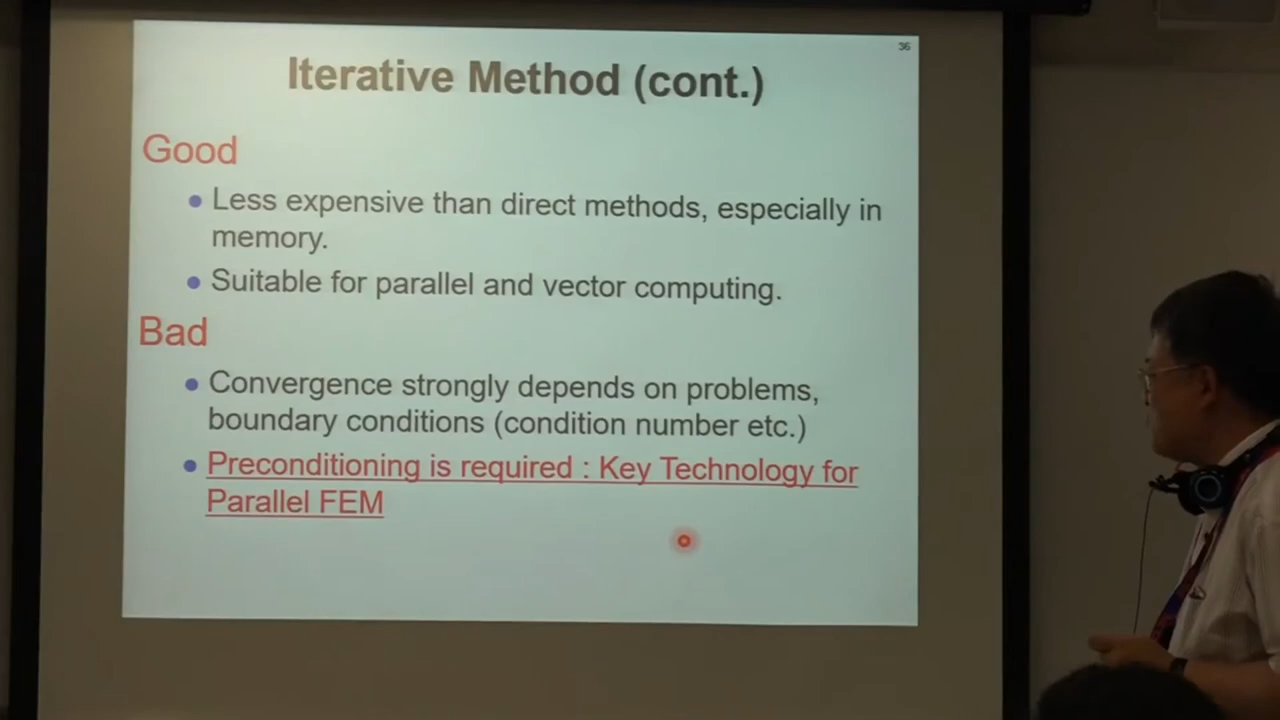 36
Iterative Method (cont.)
Good
• Less expensive than direct methods, especially in
memory.
• Suitable for parallel and vector computing.
Bad
• Convergence strongly depends on problems,
boundary conditions (condition number etc.)
• Preconditioning is required : Key Technology for
Parallel FEM